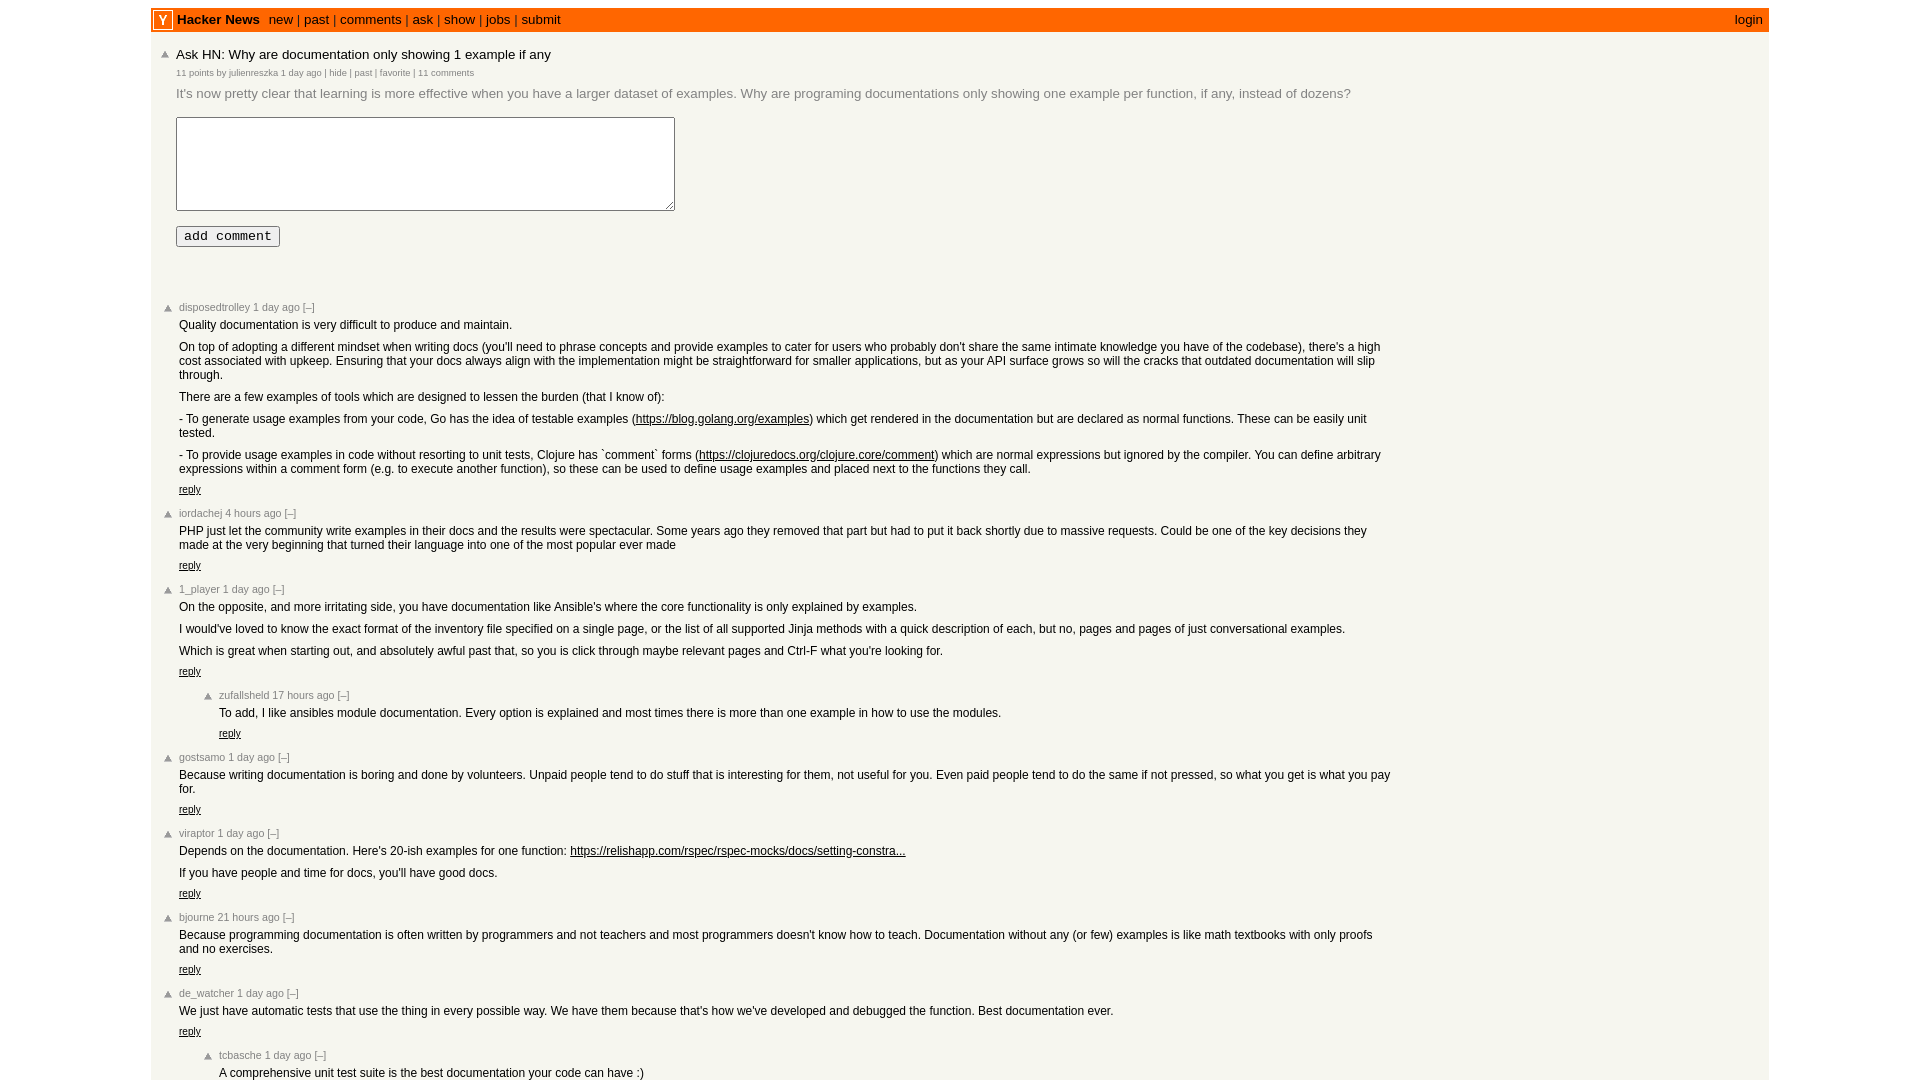 Y Hacker News new | past | comments | ask | show | jobs | submit login
Ask HN: Why are documentation only showing 1 example if any
11 points by julienreszka 1 day ago | hide | past | favorite | 11 comments
It's now pretty clear that learning is more effective when you have a larger dataset of examples. Why are programing documentations only showing one example per function, if any, instead of dozens?
add comment
disposedtrolley 1 day ago [–]
Quality documentation is very difficult to produce and maintain.
On top of adopting a different mindset when writing docs (you'll need to phrase concepts and provide examples to cater for users who probably don't share the same intimate knowledge you have of the codebase), there's a high
cost associated with upkeep. Ensuring that your docs always align with the implementation might be straightforward for smaller applications, but as your API surface grows so will the cracks that outdated documentation will slip
through.
There are a few examples of tools which are designed to lessen the burden (that I know of):
- To generate usage examples from your code, Go has the idea of testable examples (https://blog.golang.org/examples) which get rendered in the documentation but are declared as normal functions. These can be easily unit
tested.
- To provide usage examples in code without resorting to unit tests, Clojure has `comment` forms (https://clojuredocs.org/clojure.core/comment) which are normal expressions but ignored by the compiler. You can define arbitrary
expressions within a comment form (e.g. to execute another function), so these can be used to define usage examples and placed next to the functions they call.
reply
iordachej 4 hours ago [–]
PHP just let the community write examples in their docs and the results were spectacular. Some years ago they removed that part but had to put it back shortly due to massive requests. Could be one of the key decisions they
made at the very beginning that turned their language into one of the most popular ever made
reply
1_player 1 day ago [–]
On the opposite, and more irritating side, you have documentation like Ansible's where the core functionality is only explained by examples.
I would've loved to know the exact format of the inventory file specified on a single page, or the list of all supported Jinja methods with a quick description of each, but no, pages and pages of just conversational examples.
Which is great when starting out, and absolutely awful past that, so you is click through maybe relevant pages and Ctrl-F what you're looking for.
reply
zufallsheld 17 hours ago [–]
To add, I like ansibles module documentation. Every option is explained and most times there is more than one example in how to use the modules.
reply
gostsamo 1 day ago [–]
Because writing documentation is boring and done by volunteers. Unpaid people tend to do stuff that is interesting for them, not useful for you. Even paid people tend to do the same if not pressed, so what you get is what you pay
for.
reply
viraptor 1 day ago [–]
Depends on the documentation. Here's 20-ish examples for one function: https://relishapp.com/rspec/rspec-mocks/docs/setting-constra...
If you have people and time for docs, you'll have good docs.
reply
bjourne 21 hours ago [–]
Because programming documentation is often written by programmers and not teachers and most programmers doesn't know how to teach. Documentation without any (or few) examples is like math textbooks with only proofs
and no exercises.
reply
de_watcher 1 day ago [–]
We just have automatic tests that use the thing in every possible way. We have them because that's how we've developed and debugged the function. Best documentation ever.
reply
tcbasche 1 day ago [–]
A comprehensive unit test suite is the best documentation your code can have :)